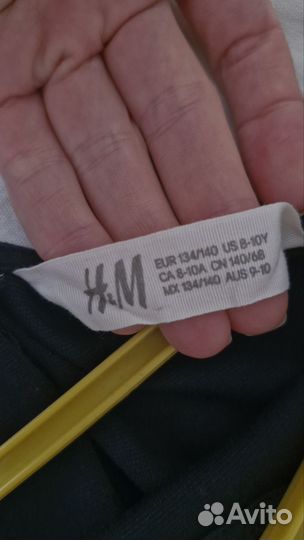 H&M
EUR 134/140 US 8-10Y
CA 8-10A CN 140/68
MX 134/140 AUS 9-10
Avito